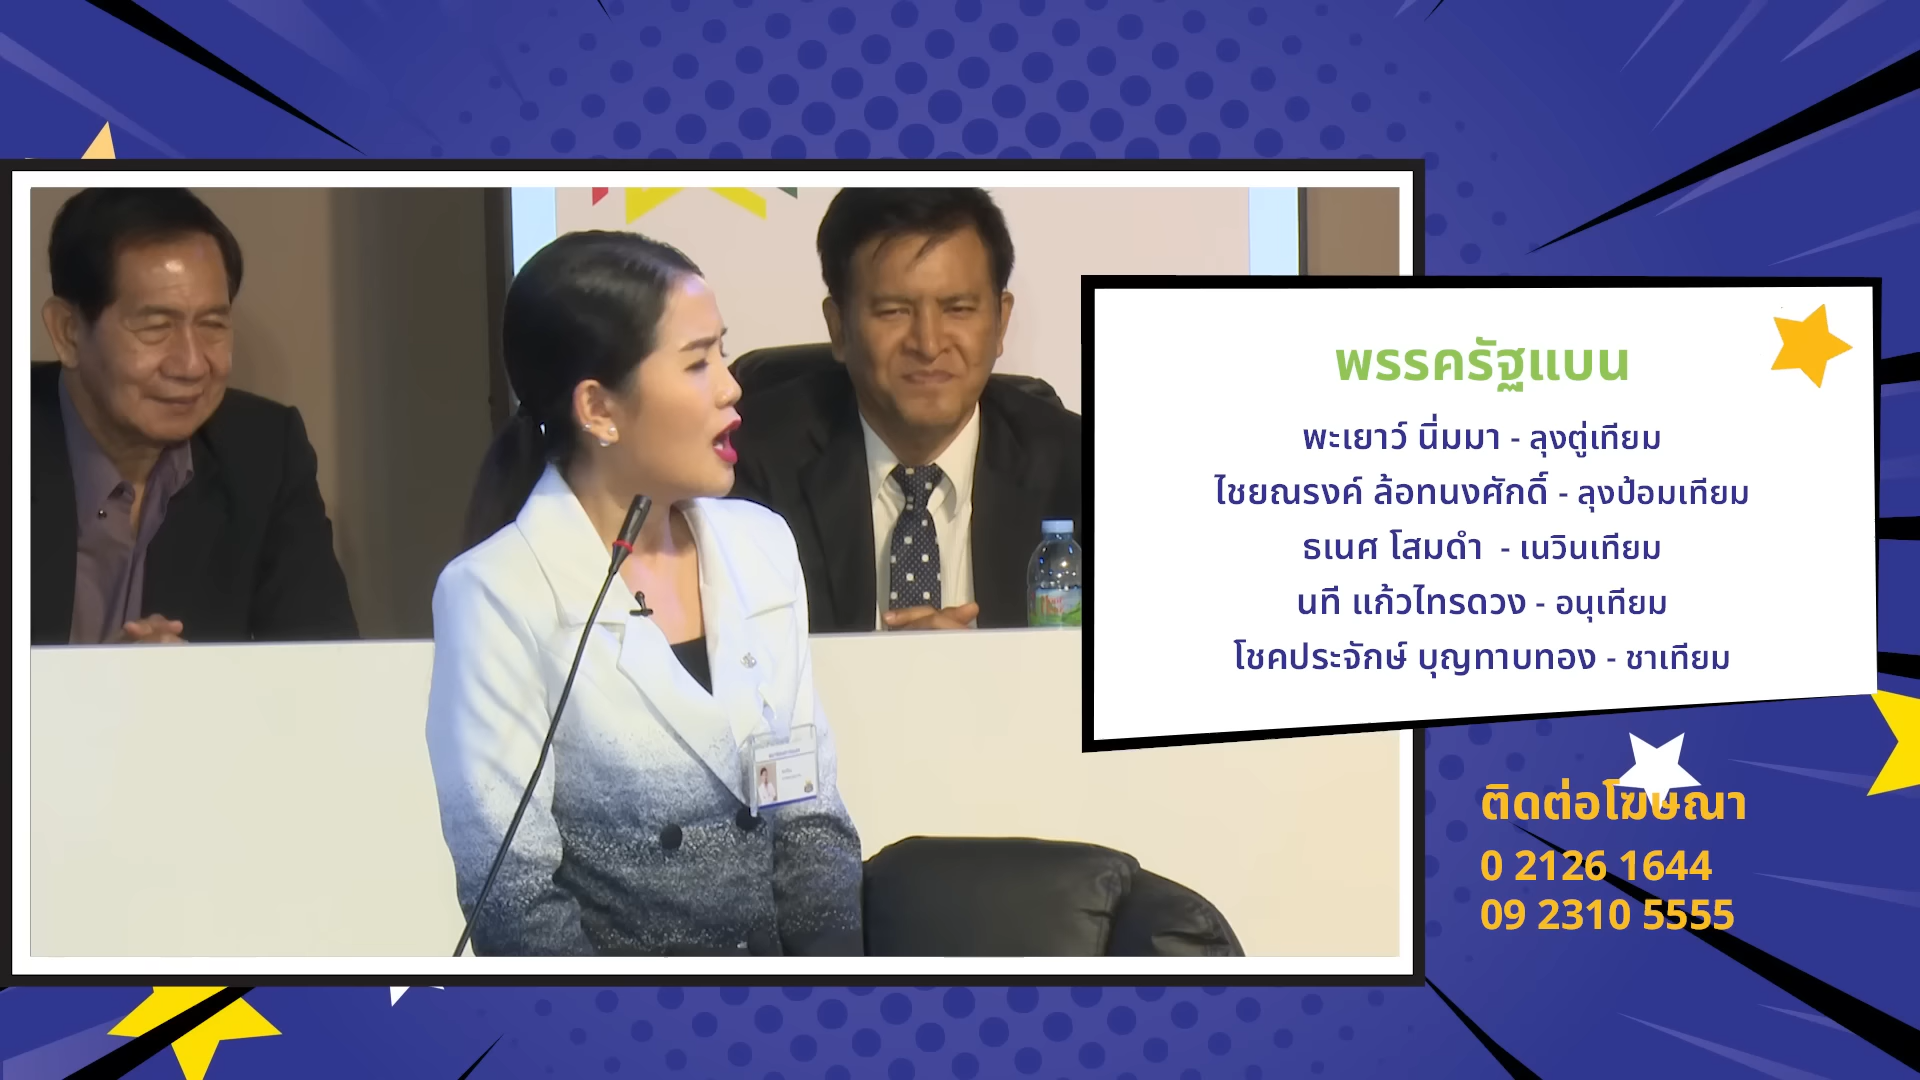 พรรครัฐแบน
พะเยาว์ นิ่มมา - ลุงตู่เทียม
ไชยณรงค์ ล้อทนงศักดิ์ - ลุงป้อมเทียม
ธเนศ โสมดำ - เนวินเทียม
นที แก้วไทรดวง - อนุเทียม
โชคประจักษ์ บุญทาบทอง - ชาเทียม
ติดต่อโฆษณา
0 2126 1644
09 2310 5555